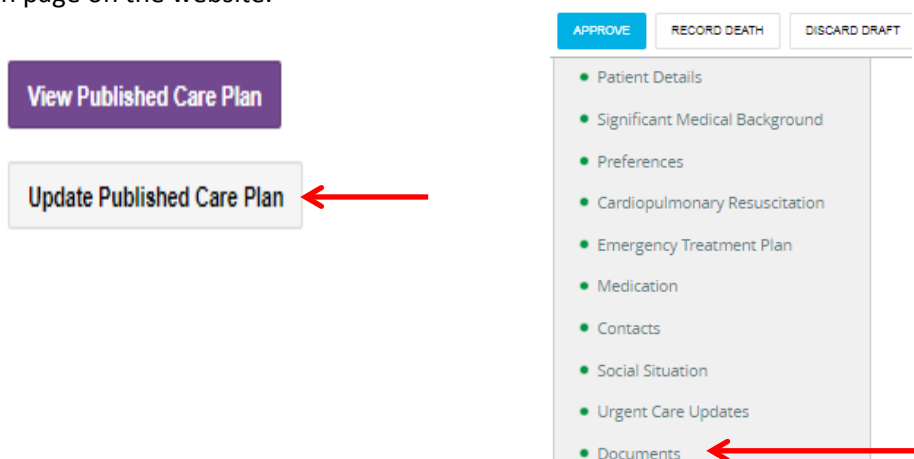 page on the website.
View Published Care Plan
Update Published Care Plan
APPROVE RECORD DEATH DISCARD DRAFT
Patient Details
Significant Medical Background
Preferences
Cardiopulmonary Resuscitation
Emergency Treatment Plan
Medication
Contacts
Social Situation
Urgent Care Updates
Documents